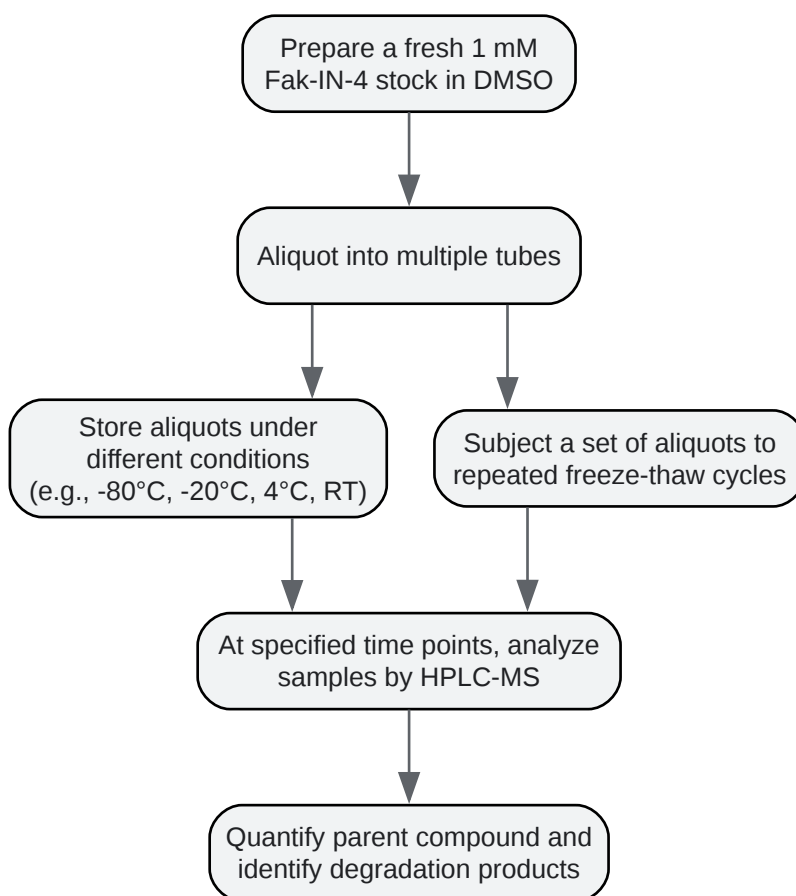 Prepare a fresh 1 mM
Fak-IN-4 stock in DMSO
Aliquot into multiple tubes
Store aliquots under
different conditions
(e.g., -80°C, -20°C, 4°C, RT)
Subject a set of aliquots to
repeated freeze-thaw cycles
At specified time points, analyze
samples by HPLC-MS
Quantify parent compound and
identify degradation products